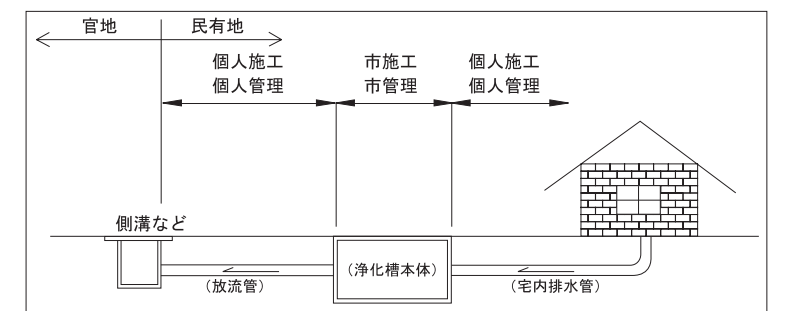 官地
民有地
個人施工
個人管理
市施工
市管理
個人施工
個人管理
側溝など
（放流管）
（浄化槽本体）
（宅内排水管）